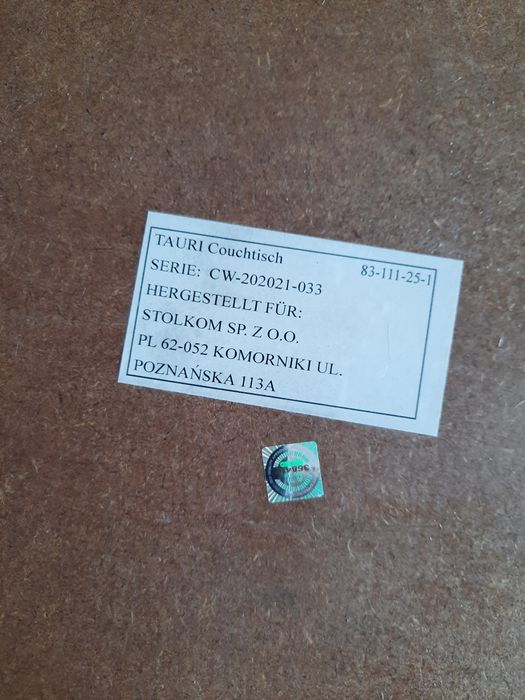 TAURI Couchtisch 83-111-25-1
SERIE: CW-202021-033
HERGESTELLT FÜR:
STOLKOM SP. Z O.O.
PL 62-052 KOMORNIKI UL.
POZNAŃSKA 113A